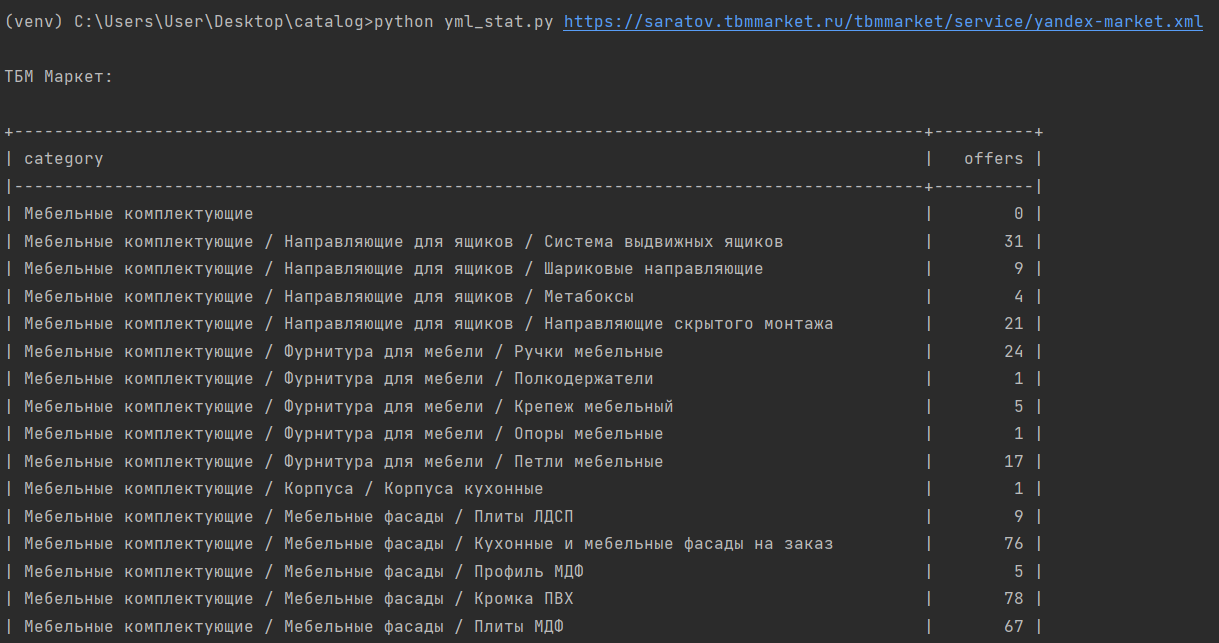 (venv) C:\Users\User\Desktop\catalog>python yml_stat.py https://saratov.tbmmarket.ru/tbmmarket/service/yandex-market.xml
ТБМ Маркет:
+-------------------------------------------------------------------------------------------+----------+
| category                                                                                  |   offers |
|-------------------------------------------------------------------------------------------+----------|
| Мебельные комплектующие                                                                   |        0 |
| Мебельные комплектующие / Направляющие для ящиков / Система выдвижных ящиков              |       31 |
| Мебельные комплектующие / Направляющие для ящиков / Шариковые направляющие                |        9 |
| Мебельные комплектующие / Направляющие для ящиков / Метабоксы                             |        4 |
| Мебельные комплектующие / Направляющие для ящиков / Направляющие скрытого монтажа         |       21 |
| Мебельные комплектующие / Фурнитура для мебели / Ручки мебельные                          |       24 |
| Мебельные комплектующие / Фурнитура для мебели / Полкодержатели                           |        1 |
| Мебельные комплектующие / Фурнитура для мебели / Крепеж мебельный                         |        5 |
| Мебельные комплектующие / Фурнитура для мебели / Опоры мебельные                          |        1 |
| Мебельные комплектующие / Фурнитура для мебели / Петли мебельные                          |       17 |
| Мебельные комплектующие / Корпуса / Корпуса кухонные                                      |        1 |
| Мебельные комплектующие / Мебельные фасады / Плиты ЛДСП                                   |        9 |
| Мебельные комплектующие / Мебельные фасады / Кухонные и мебельные фасады на заказ         |       76 |
| Мебельные комплектующие / Мебельные фасады / Профиль МДФ                                  |        5 |
| Мебельные комплектующие / Мебельные фасады / Кромка ПВХ                                   |       78 |
| Мебельные комплектующие / Мебельные фасады / Плиты МДФ                                    |       67 |